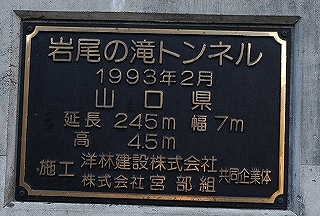 岩尾の滝トンネル
1993年2月
山口県
延長 245m 幅 7m
高 4.5m
施工 洋林建設株式会社 共同企業体
株式会社宮部組